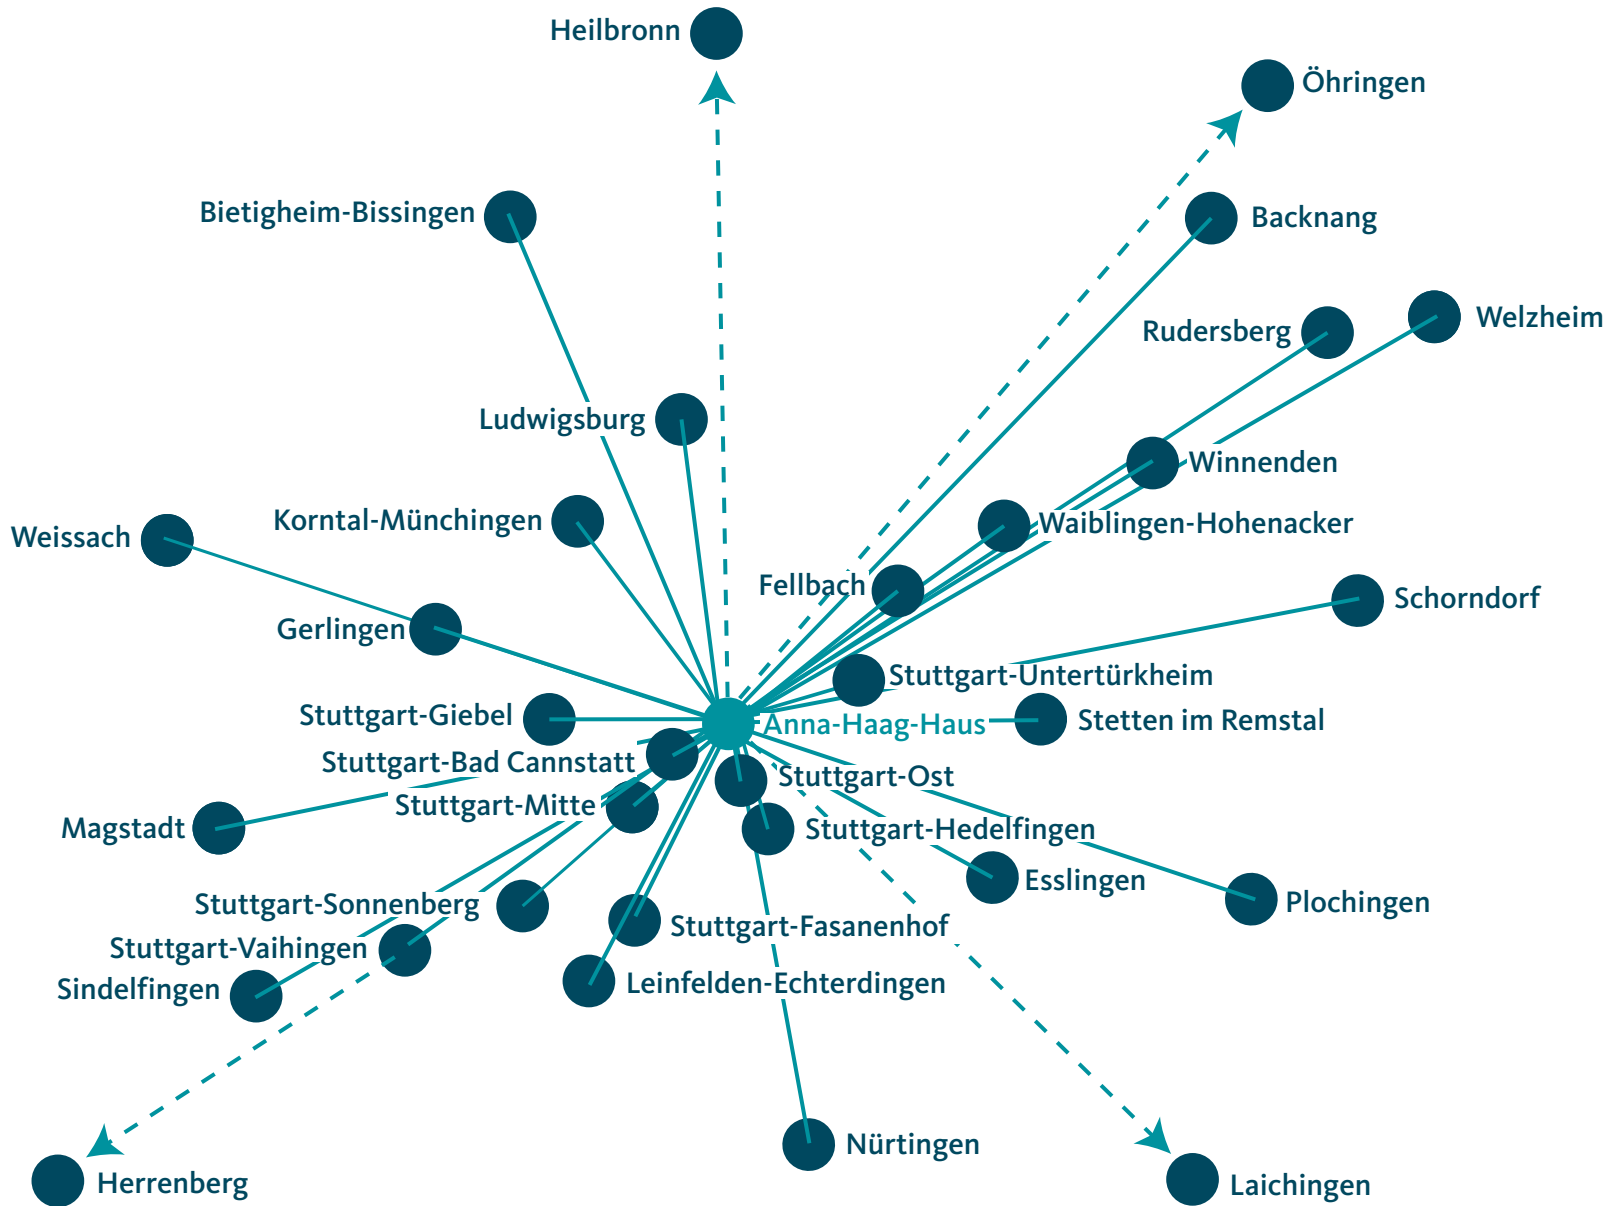 Heilbronn
Öhringen
Bietigheim-Bissingen
Backnang
Rudersberg
Welzheim
Ludwigsburg
Winnenden
Korntal-Münchingen
Waiblingen-Hohenacker
Weissach
Fellbach
Schorndorf
Gerlingen
Stuttgart-Untertürkheim
Stuttgart-Giebel
Anna-Haag-Haus
Stetten im Remstal
Stuttgart-Bad Cannstatt
Stuttgart-Ost
Stuttgart-Mitte
Magstadt
Stuttgart-Hedelfingen
Esslingen
Plochingen
Stuttgart-Sonnenberg
Stuttgart-Fasanenhof
Stuttgart-Vaihingen
Sindelfingen
Leinfelden-Echterdingen
Nürtingen
Herrenberg
Laichingen